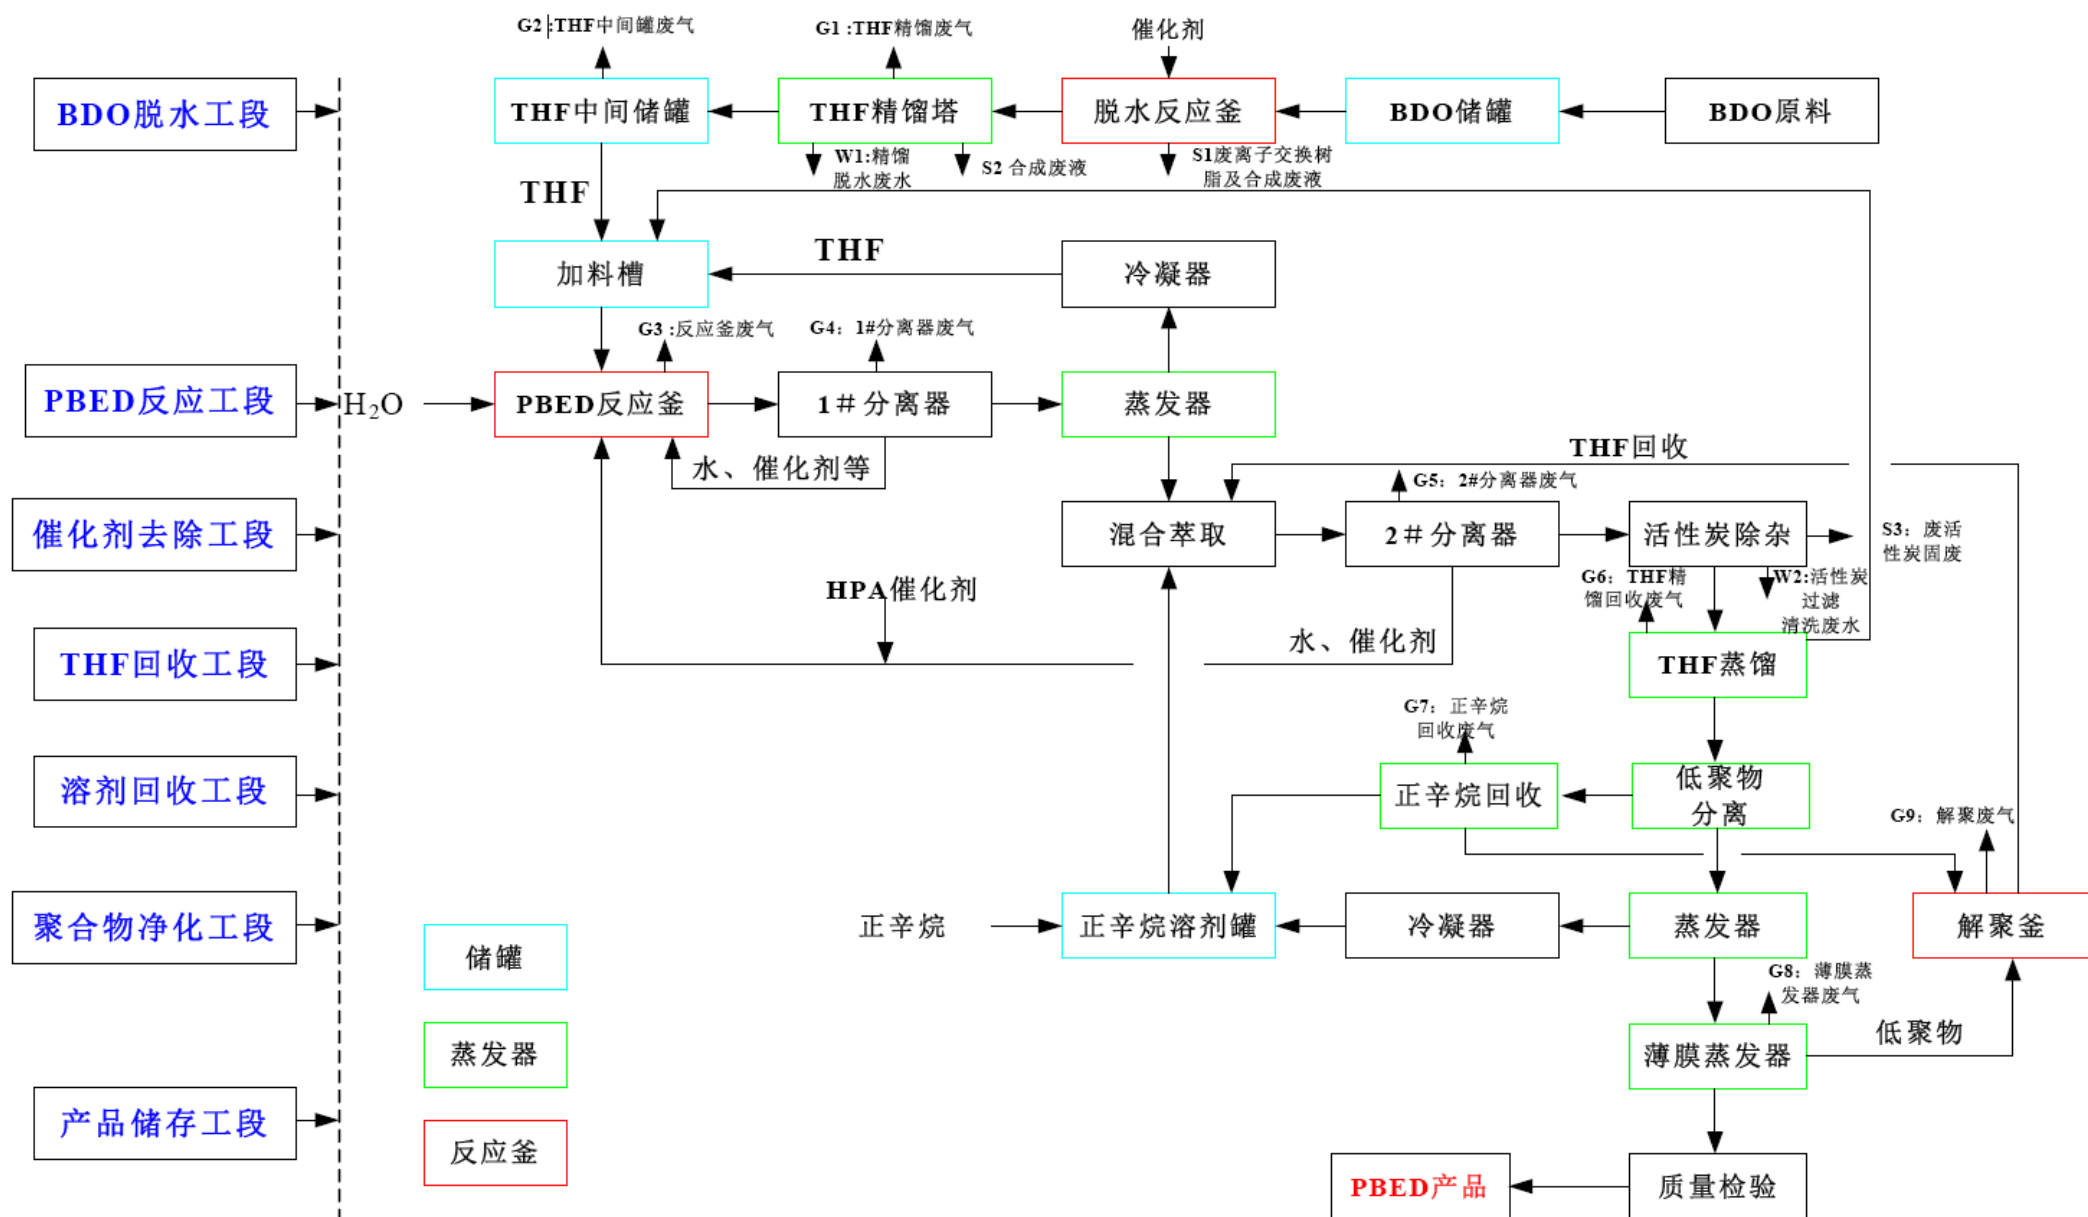 G2 :THF中间罐废气
G1 :THF精馏废气
催化剂
BDO脱水工段
THF中间储罐
THF精馏塔
脱水反应釜
BDO储罐
BDO原料
W1:精馏
脱水废水
S2 合成废液
S1废离子交换树
脂及合成废液
THF
加料槽
THF
冷凝器
G3 :反应釜废气
G4：1#分离器废气
PBED反应工段
H₂O
PBED反应釜
1＃分离器
蒸发器
水、催化剂等
THF回收
G5：2#分离器废气
催化剂去除工段
混合萃取
2＃分离器
活性炭除杂
S3：废活
性炭固废
HPA催化剂
G6：THF精
馏回收废气
W2:活性炭
过滤
清洗废水
THF回收工段
水、催化剂
THF蒸馏
G7：正辛烷
回收废气
溶剂回收工段
正辛烷回收
低聚物
分离
G9：解聚废气
聚合物净化工段
正辛烷
正辛烷溶剂罐
冷凝器
蒸发器
解聚釜
储罐
G8：薄膜蒸
发器废气
蒸发器
薄膜蒸发器
低聚物
产品储存工段
反应釜
PBED产品
质量检验